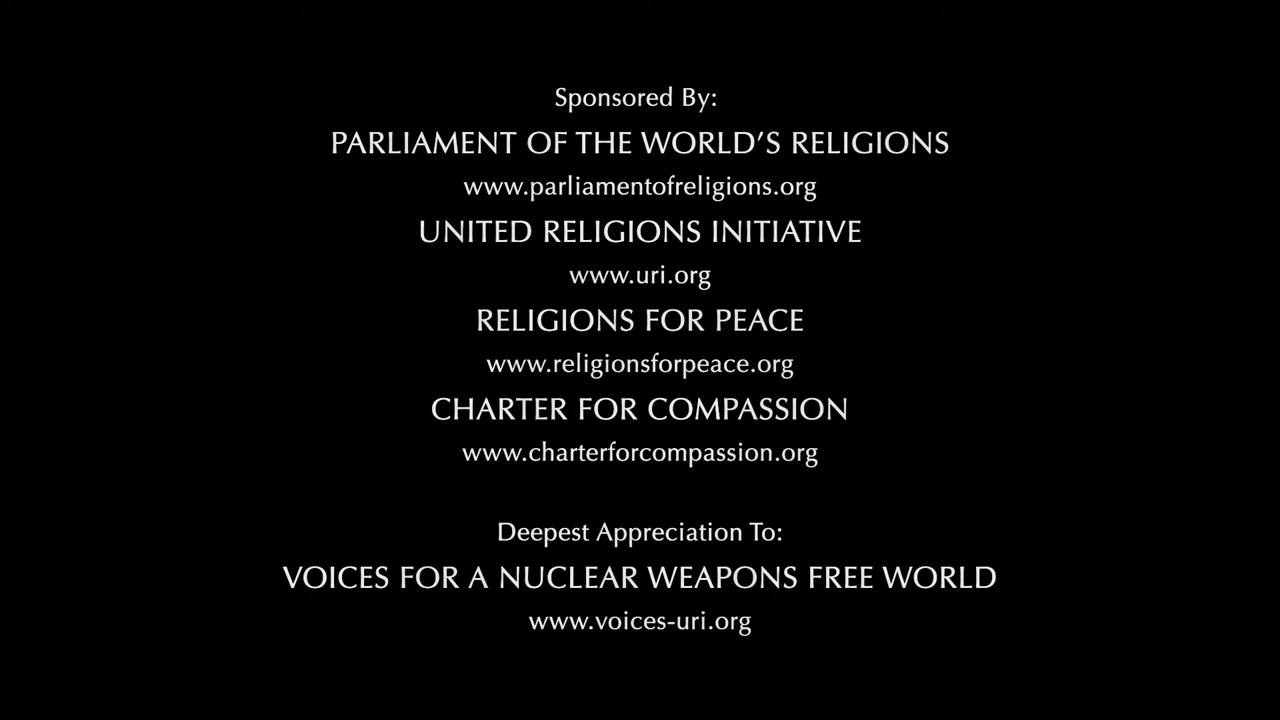 Sponsored By:
PARLIAMENT OF THE WORLD'S RELIGIONS
www.parliamentofreligions.org
UNITED RELIGIONS INITIATIVE
www.uri.org
RELIGIONS FOR PEACE
www.religionsforpeace.org
CHARTER FOR COMPASSION
www.charterforcompassion.org
Deepest Appreciation To:
VOICES FOR A NUCLEAR WEAPONS FREE WORLD
www.voices-uri.org